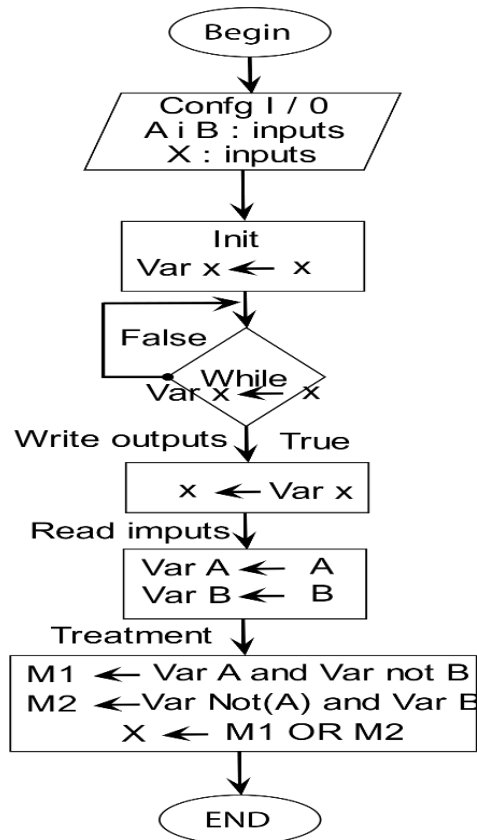 Begin
Confg I / 0
A i B : inputs
X : inputs
Init
Var x ← x
False
While
Var x ← x
Write outputs True
x ← Var x
Read imputs
Var A ← A
Var B ← B
Treatment
M1 ← Var A and Var not B
M2 ← Var Not(A) and Var B
X ← M1 OR M2
END